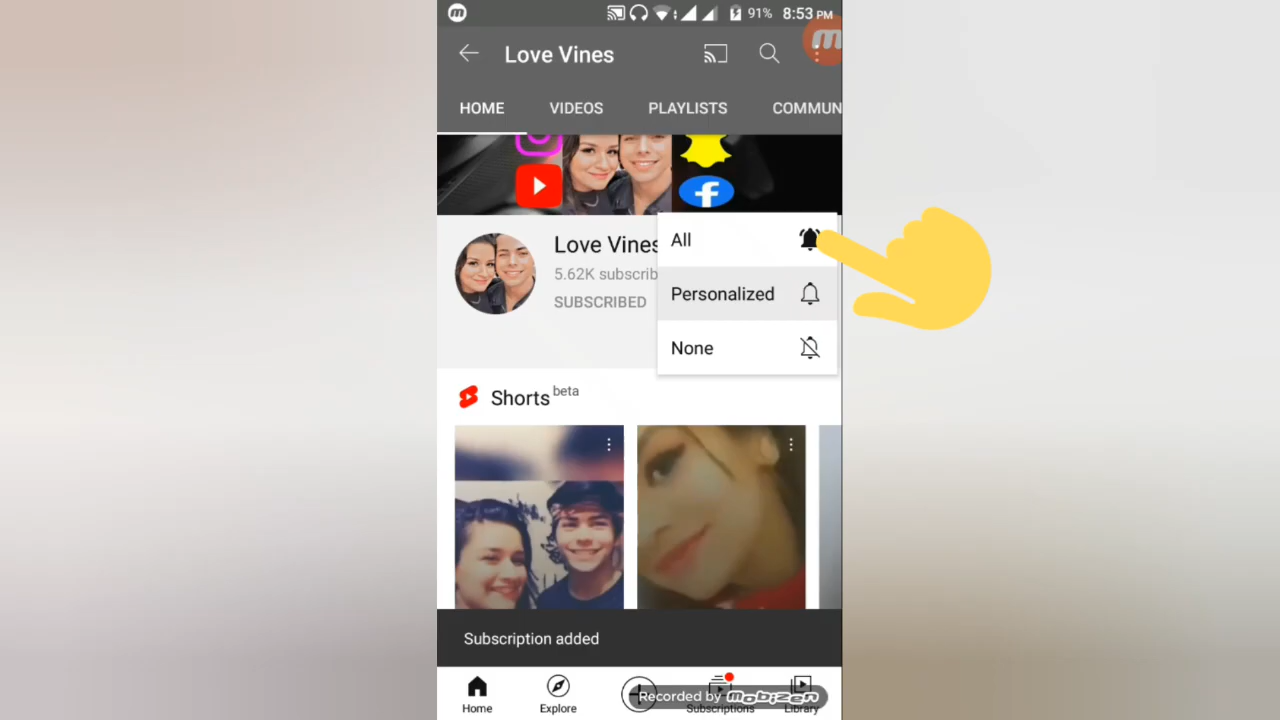 91% 8:53 PM
Love Vines
HOME VIDEOS PLAYLISTS COMMUN
Love Vines
5.62K subscrib
SUBSCRIBED
All
Personalized
None
Shorts beta
Subscription added
Recorded by mobizen
Home Explore Subscriptions Library